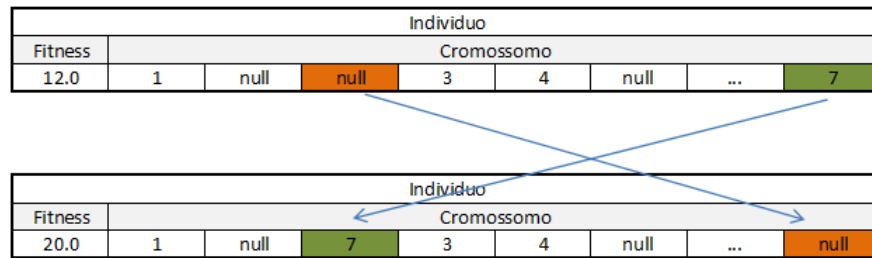 Individuo
Fitness Cromossomo
12.0 1 null null 3 4 null ... 7
Individuo
Fitness Cromossomo
20.0 1 null 7 3 4 null ... null